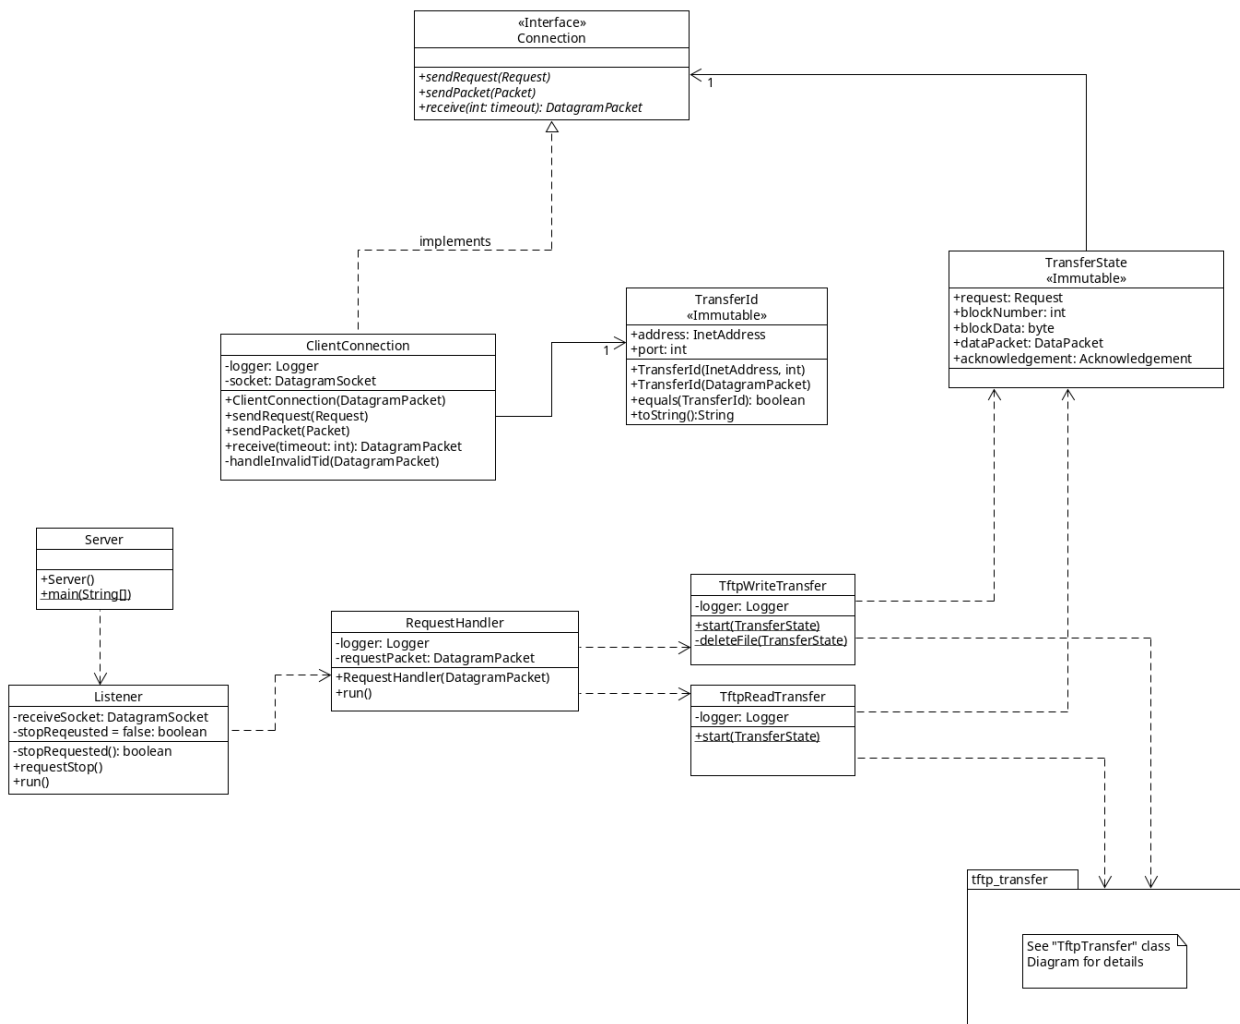 «Interface»
Connection
+sendRequest(Request)
+sendPacket(Packet)
+receive(int: timeout): DatagramPacket
1
implements
TransferState
«Immutable»
+request: Request
+blockNumber: int
+blockData: byte
+dataPacket: DataPacket
+acknowledgement: Acknowledgement
TransferId
«Immutable»
+address: InetAddress
+port: int
+TransferId(InetAddress, int)
+TransferId(DatagramPacket)
+equals(TransferId): boolean
+toString():String
1
ClientConnection
-logger: Logger
-socket: DatagramSocket
+ClientConnection(DatagramPacket)
+sendRequest(Request)
+sendPacket(Packet)
+receive(timeout: int): DatagramPacket
-handleInvalidTid(DatagramPacket)
Server
+Server()
+main(String[])
Listener
-receiveSocket: DatagramSocket
-stopReqeusted = false: boolean
-stopRequested(): boolean
+requestStop()
+run()
RequestHandler
-logger: Logger
-requestPacket: DatagramPacket
+RequestHandler(DatagramPacket)
+run()
TftpWriteTransfer
-logger: Logger
+start(TransferState)
-deleteFile(TransferState)
TftpReadTransfer
-logger: Logger
+start(TransferState)
tftp_transfer
See "TftpTransfer" class
Diagram for details